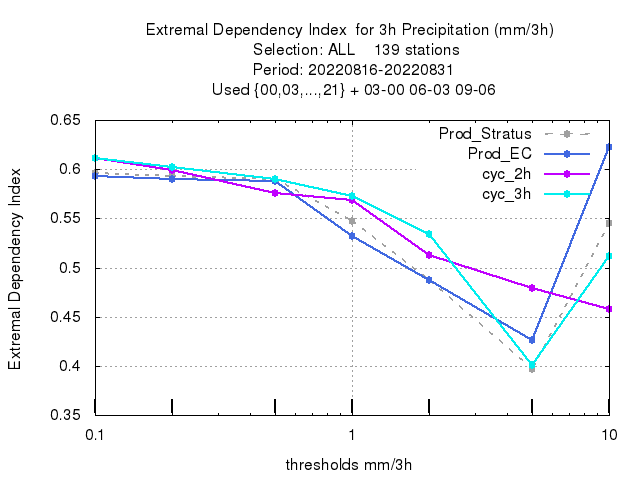 Extremal Dependency Index  for 3h Precipitation (mm/3h)
Selection: ALL    139 stations
Period: 20220816-20220831
Used {00,03,...,21} + 03-00 06-03 09-06
Extremal Dependency Index
0.65
0.6
0.55
0.5
0.45
0.4
0.35
Prod_Stratus
Prod_EC
cyc_2h
cyc_3h
0.1
1
10
thresholds mm/3h